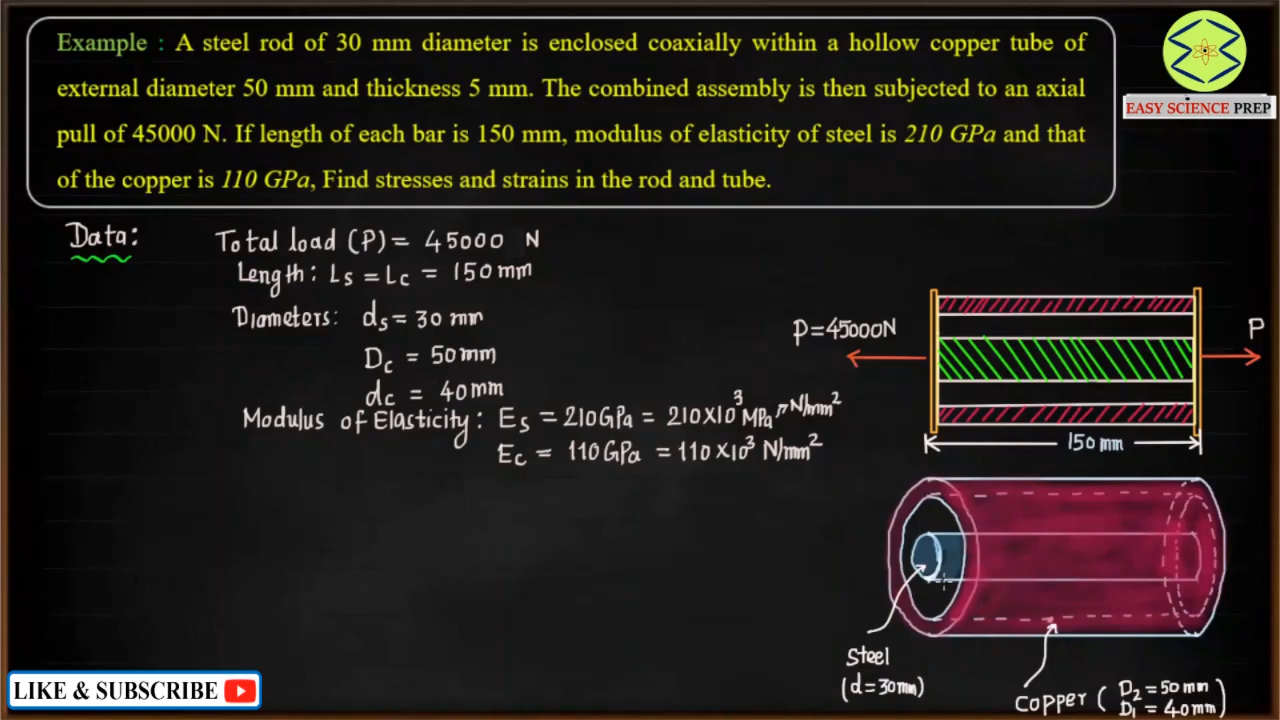 Example : A steel rod of 30 mm diameter is enclosed coaxially within a hollow copper tube of
external diameter 50 mm and thickness 5 mm. The combined assembly is then subjected to an axial
pull of 45000 N. If length of each bar is 150 mm, modulus of elasticity of steel is 210 GPa and that
of the copper is 110 GPa, Find stresses and strains in the rod and tube.
EASY SCIENCE PREP
Data:
Total load (P) = 45000 N
Length: Ls = Lc = 150 mm
Diameters: ds = 30 mm
Dc = 50 mm
dc = 40 mm
Modulus of Elasticity: Es = 210 GPa = 210×10³ MPa, N/mm²
Ec = 110 GPa = 110×10³ N/mm²
P=45000N
P
150 mm
Steel
(d=30mm)
Copper ( D₂ = 50 mm
D₁ = 40 mm )
LIKE & SUBSCRIBE